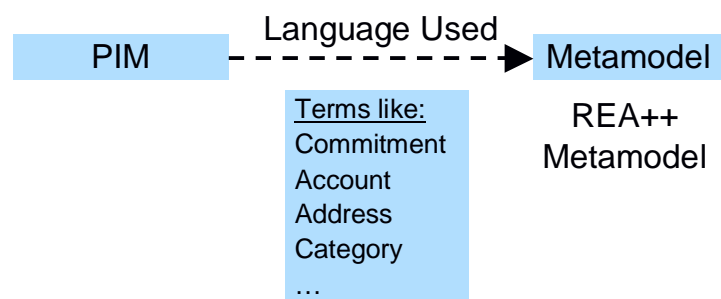 Language Used
PIM
Metamodel
Terms like:
Commitment
Account
Address
Category
…
REA++
Metamodel